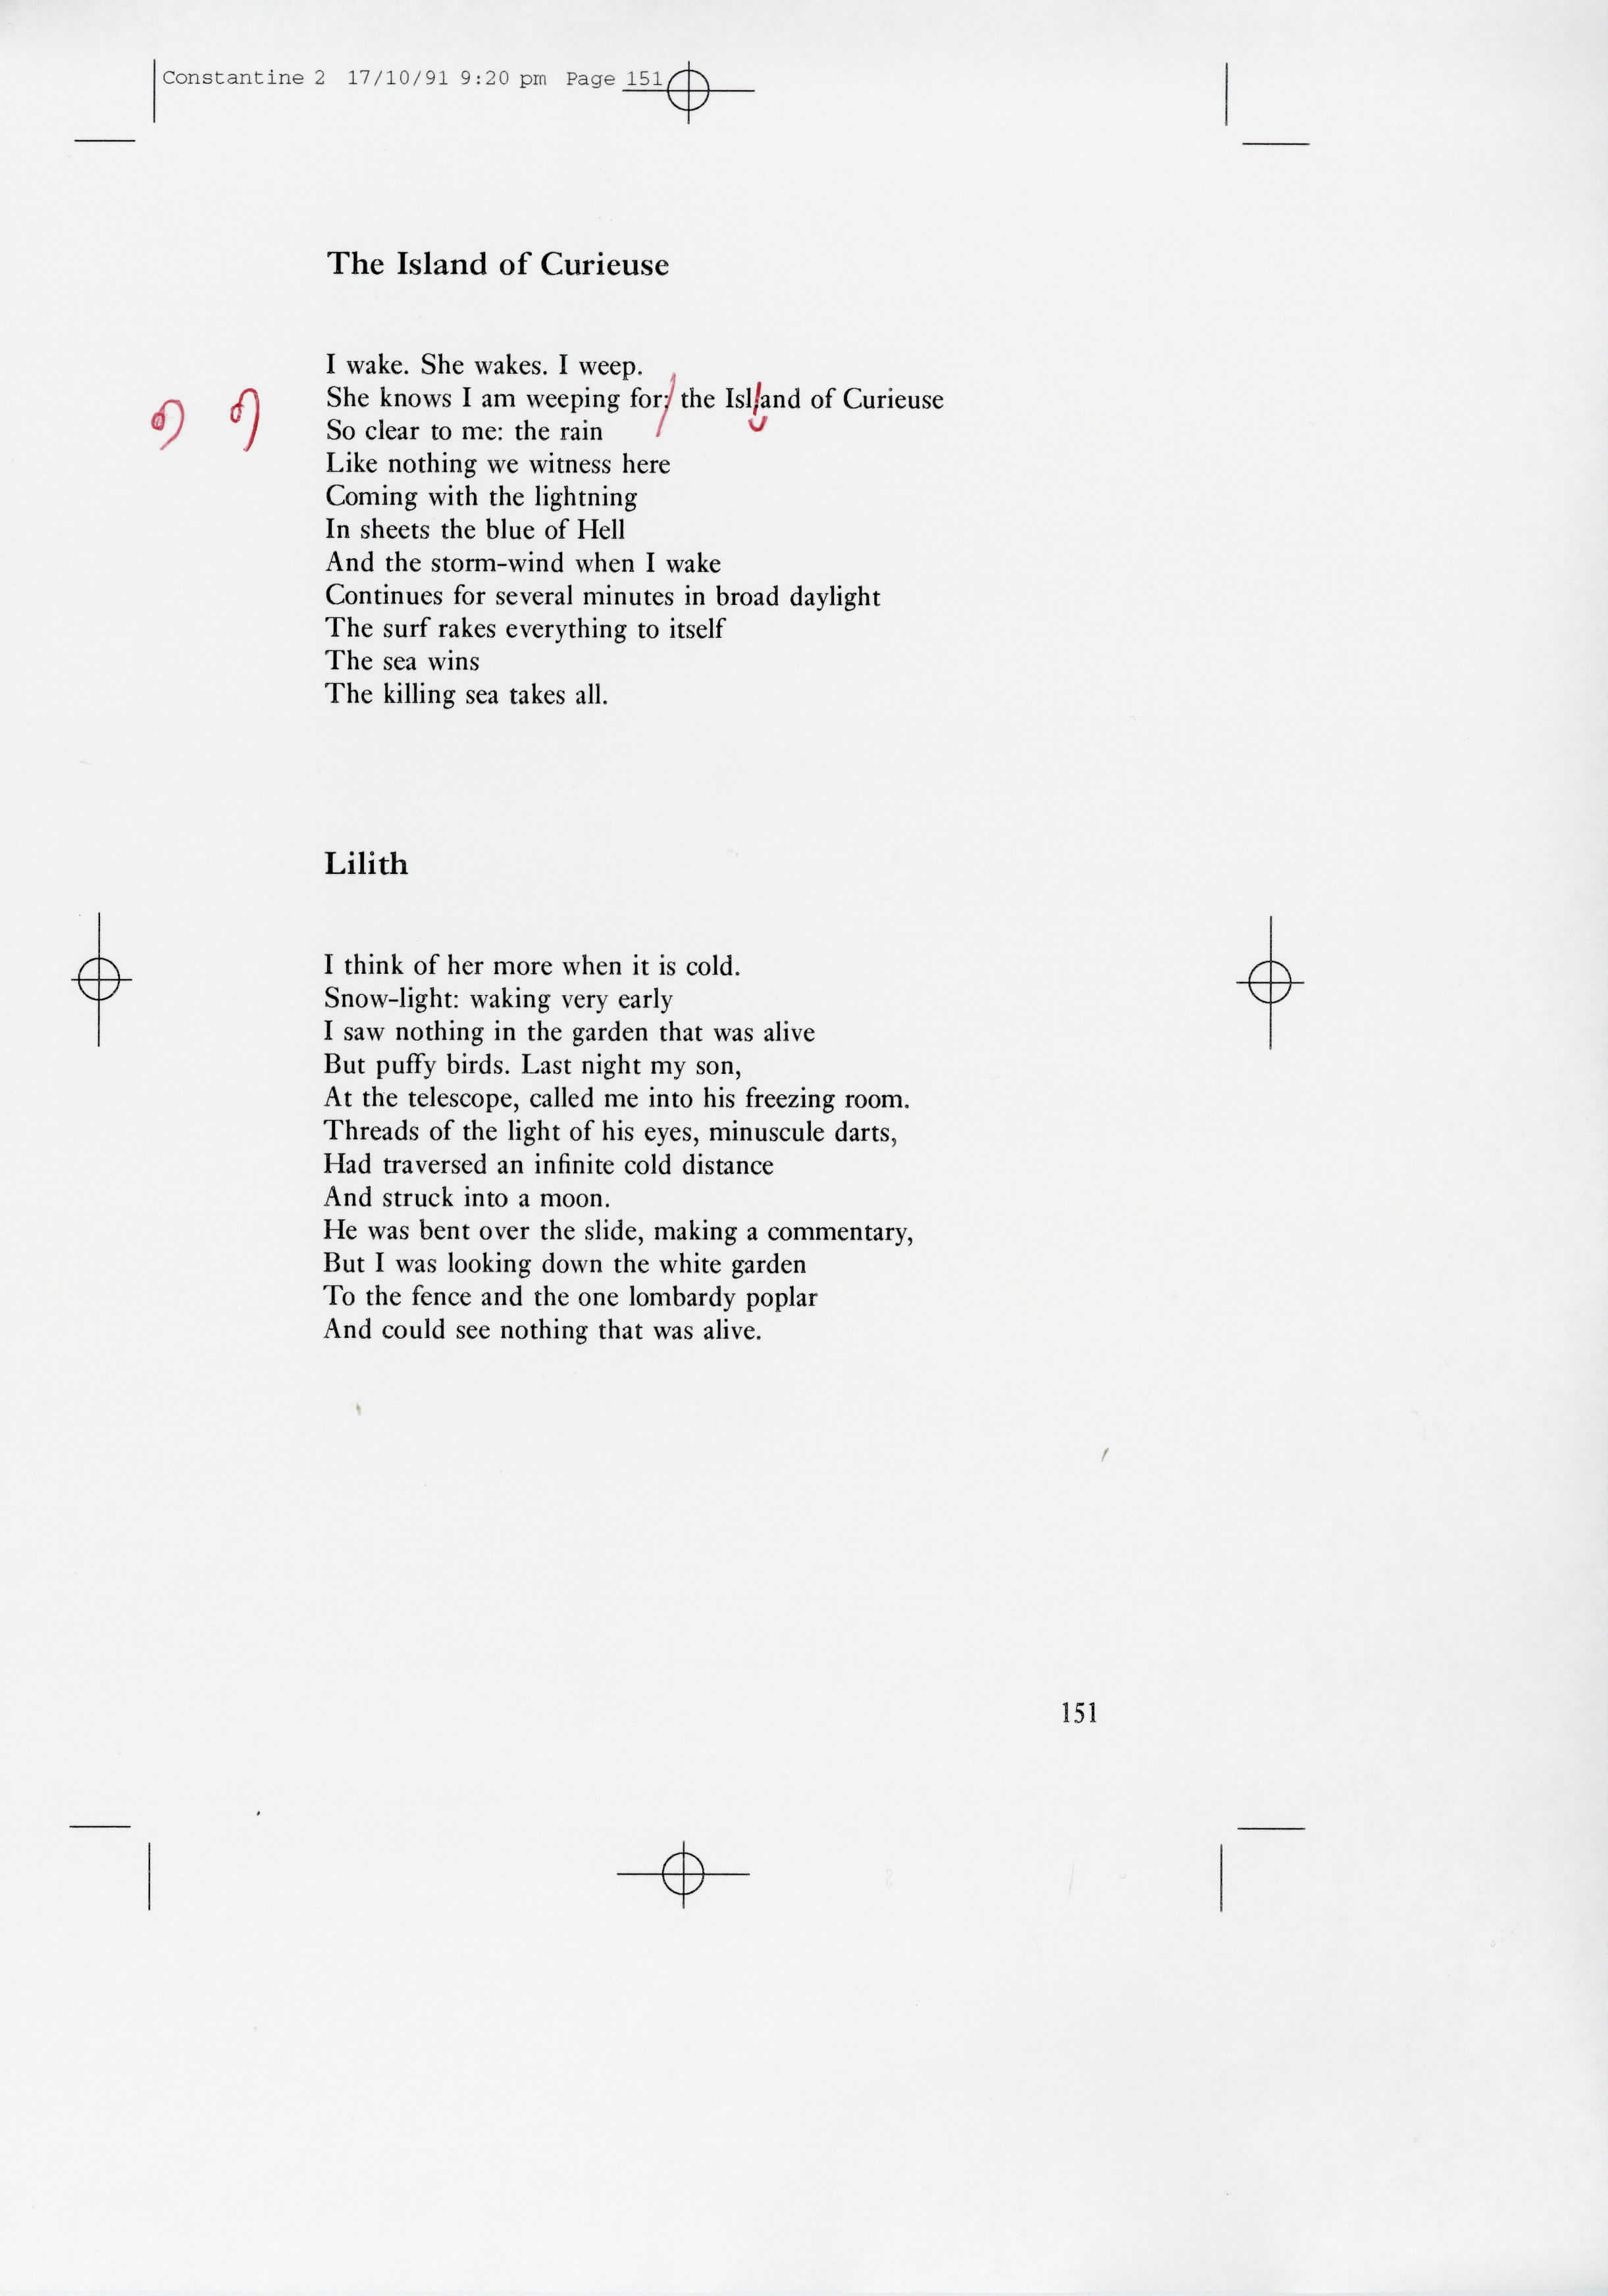 Constantine 2 17/10/91 9:20 pm Page 151
The Island of Curieuse
I wake. She wakes. I weep.
She knows I am weeping for: the Isl;and of Curieuse
So clear to me: the rain
Like nothing we witness here
Coming with the lightning
In sheets the blue of Hell
And the storm-wind when I wake
Continues for several minutes in broad daylight
The surf rakes everything to itself
The sea wins
The killing sea takes all.
Lilith
I think of her more when it is cold.
Snow-light: waking very early
I saw nothing in the garden that was alive
But puffy birds. Last night my son,
At the telescope, called me into his freezing room.
Threads of the light of his eyes, minuscule darts,
Had traversed an infinite cold distance
And struck into a moon.
He was bent over the slide, making a commentary,
But I was looking down the white garden
To the fence and the one lombardy poplar
And could see nothing that was alive.
151